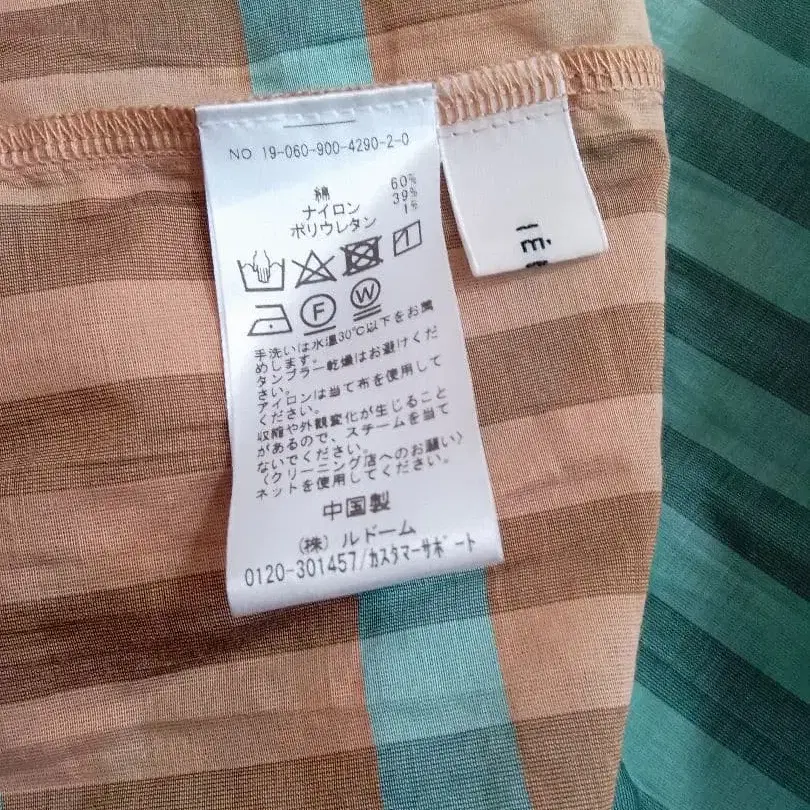 NO 19-060-900-4290-2-0
綿 60%
ナイロン 39%
ポリウレタン 1%
F W
手洗いは水温30℃以下をお薦
めします。
タンブラー乾燥はお避けくだ
さい。
アイロンは当て布を使用して
ください。
収縮や外観変化が生じること
があるので、スチームを当て
ないでください。
〈クリーニング店へのお願い〉
ネットを使用してください。
中国製
(株) ルドーム
0120-301457/カスタマーサポート